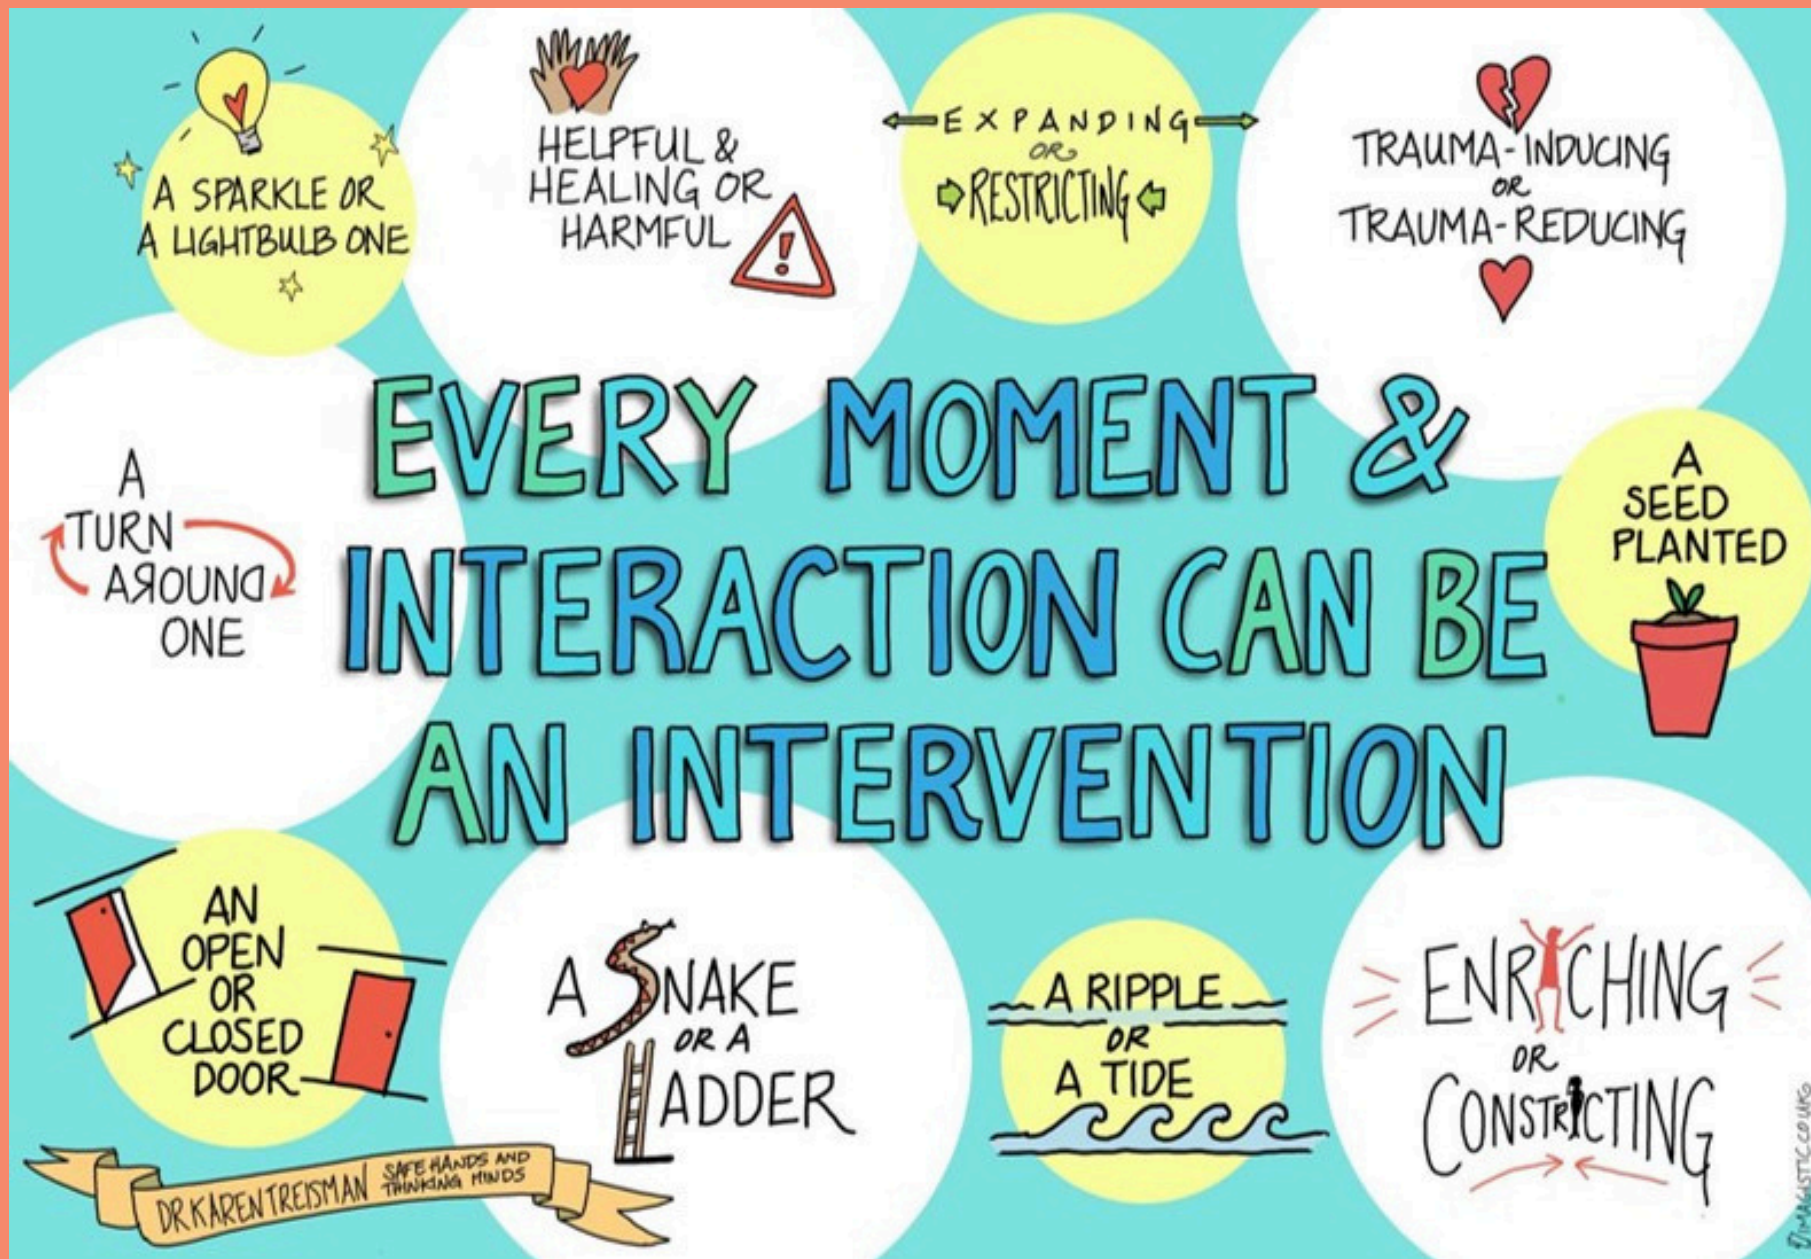 A SPARKLE OR
A LIGHTBULB ONE
HELPFUL &
HEALING OR
HARMFUL
!
EXPANDING
OR
RESTRICTING
TRAUMA-INDUCING
OR
TRAUMA-REDUCING
A
TURN
AROUND
ONE
EVERY MOMENT &
INTERACTION CAN BE
AN INTERVENTION
A
SEED
PLANTED
AN
OPEN
OR
CLOSED
DOOR
A SNAKE
OR A
LADDER
A RIPPLE
OR
A TIDE
ENRICHING
OR
CONSTRICTING
DR KAREN TREISMAN
SAFE HANDS AND
THINKING MINDS